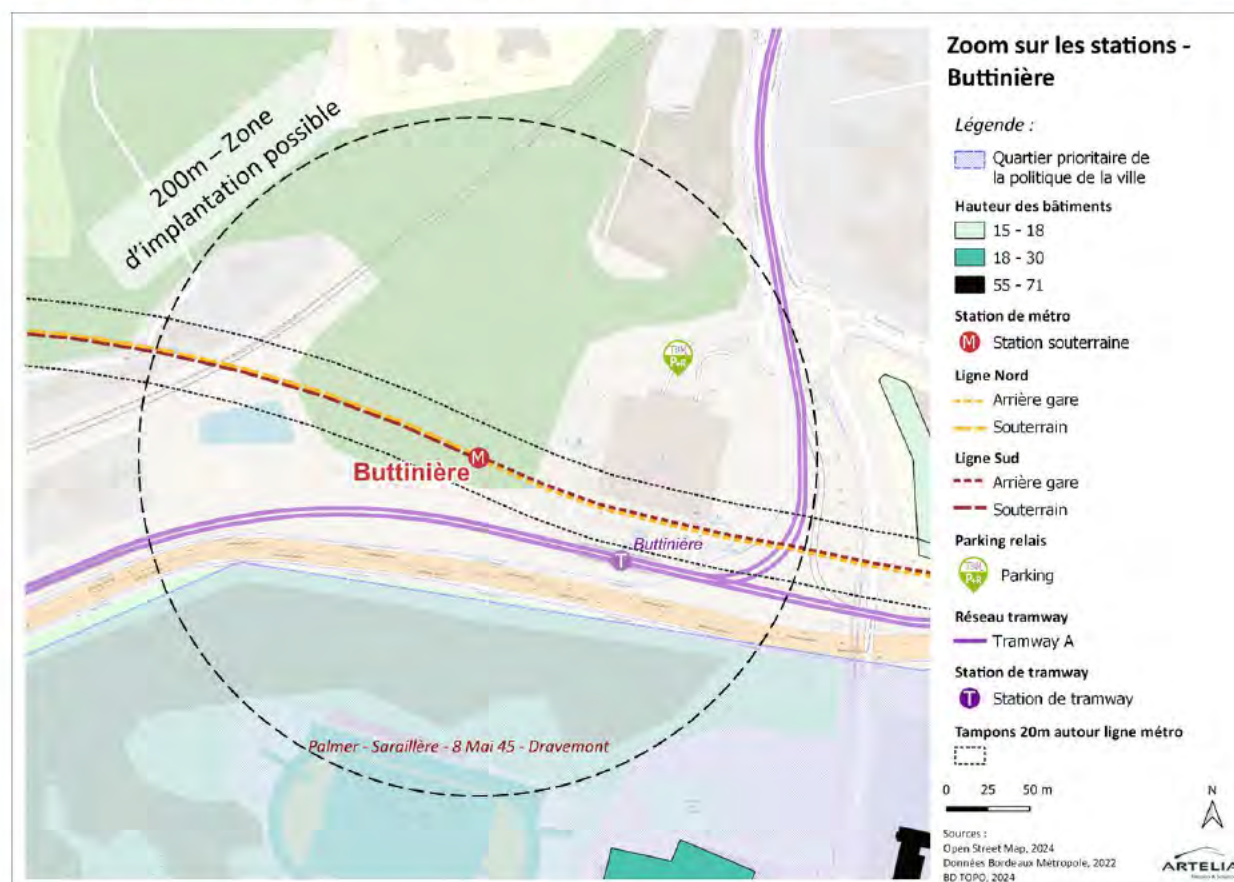 Zoom sur les stations -
Buttinière
Légende :
Quartier prioritaire de
la politique de la ville
Hauteur des bâtiments
15 - 18
18 - 30
55 - 71
Station de métro
M Station souterraine
Ligne Nord
Arrière gare
Souterrain
Ligne Sud
Arrière gare
Souterrain
Parking relais
P+R Parking
Réseau tramway
Tramway A
Station de tramway
T Station de tramway
Tampons 20m autour ligne métro
0 25 50 m
N
Sources :
Open Street Map, 2024
Données Bordeaux Métropole, 2022
BD TOPO, 2024
ARTELIA
200m – Zone
d'implantation possible
P+R
M
Buttinière
Buttinière
T
Palmer - Saraillère - 8 Mai 45 - Dravemont